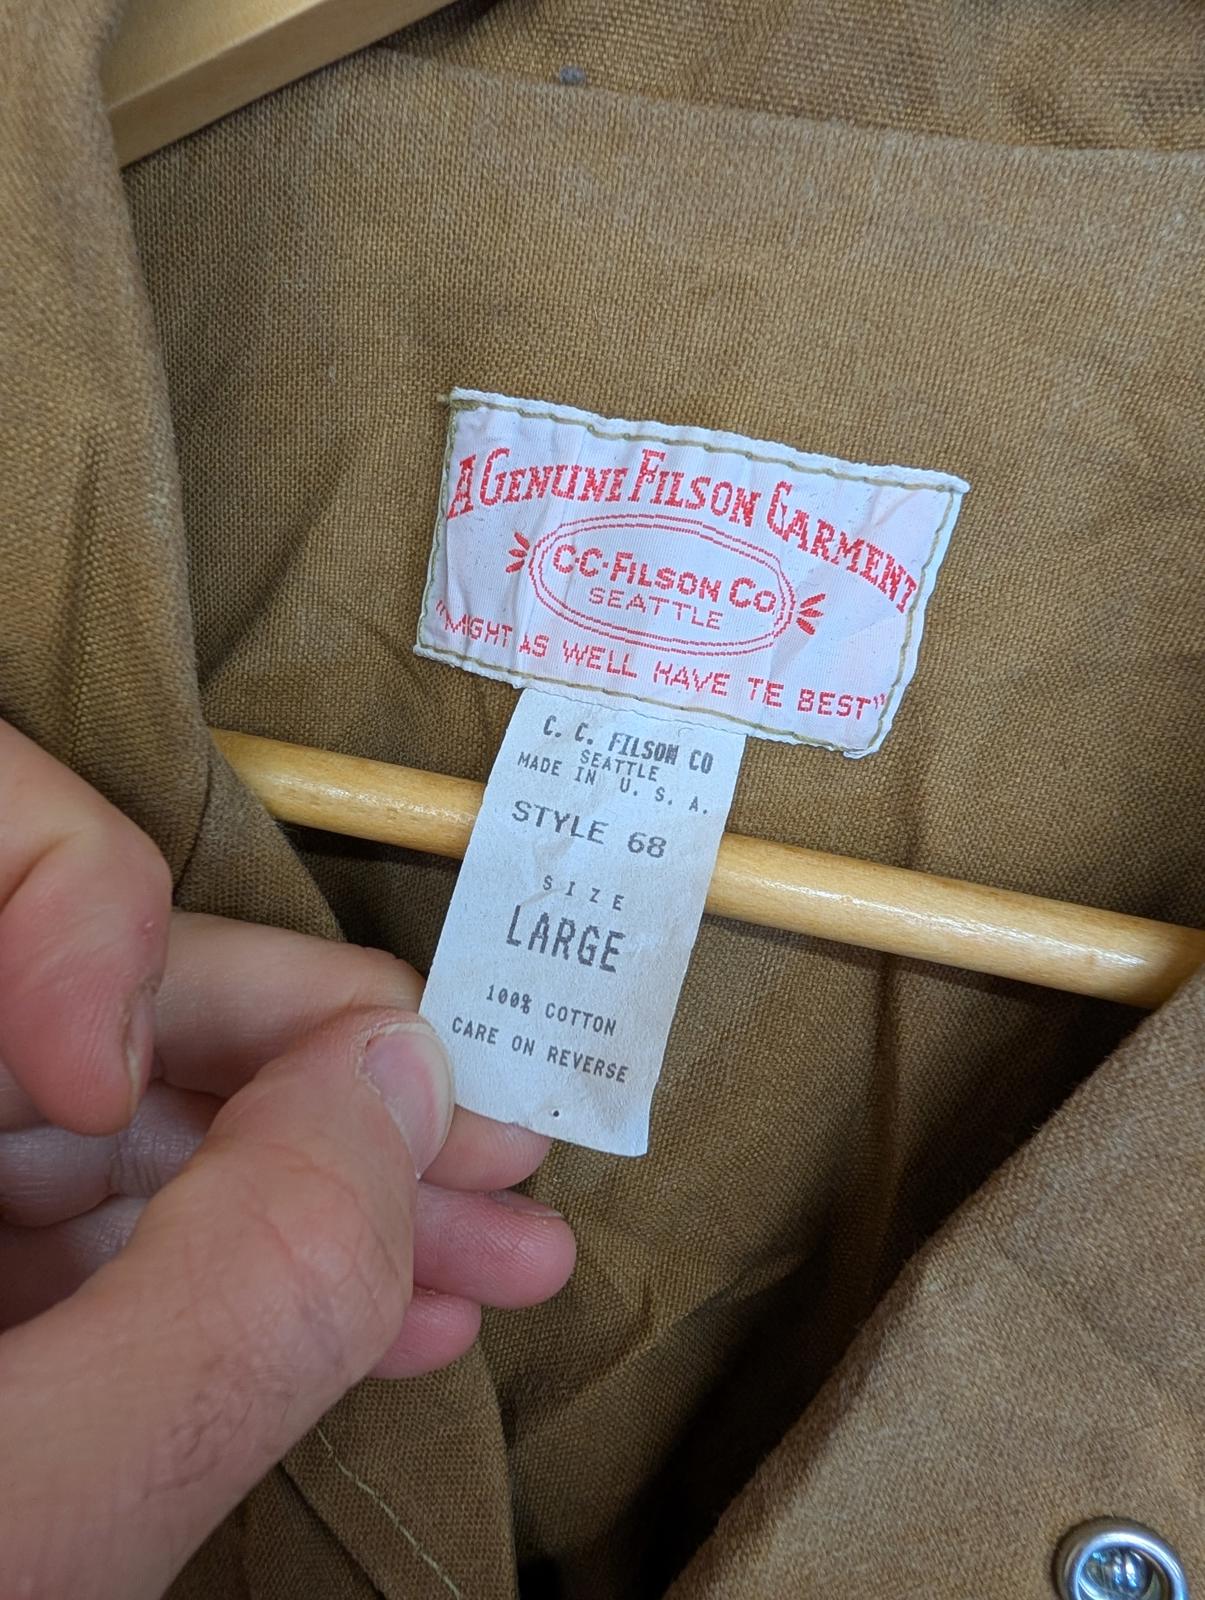 A GENUINE FILSON GARMENT
C·C·FILSON CO
SEATTLE
"MIGHT AS WELL HAVE TE BEST"
C. C. FILSON CO
SEATTLE
MADE IN U. S. A.
STYLE 68
SIZE
LARGE
100% COTTON
CARE ON REVERSE